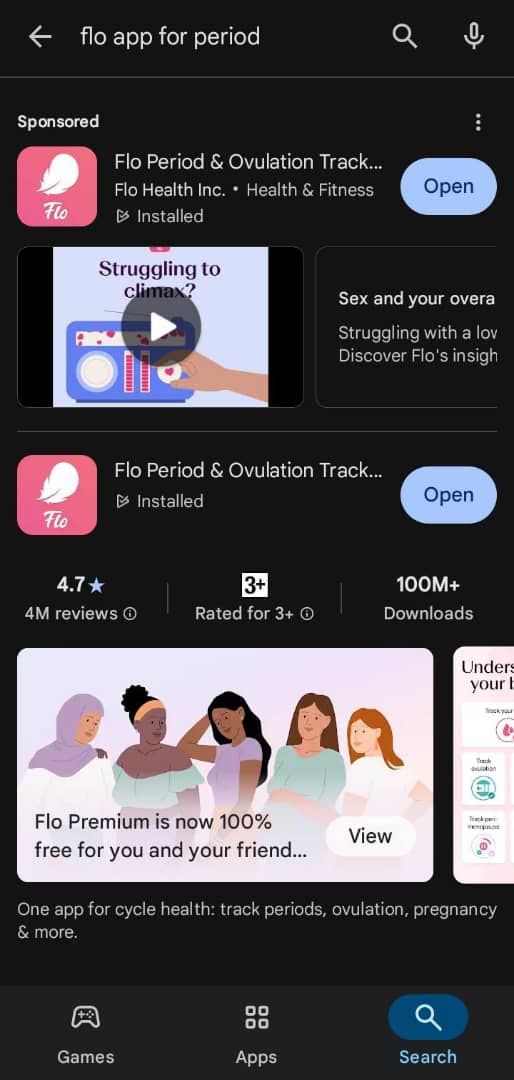 flo app for period
Sponsored
Flo Period & Ovulation Track...
Flo Health Inc. • Health & Fitness
Installed
Open
Flo
Struggling to
climax?
Sex and your overa
Struggling with a lov
Discover Flo's insigh
Flo Period & Ovulation Track...
Installed
Open
Flo
4.7★
4M reviews
3+
Rated for 3+
100M+
Downloads
Flo Premium is now 100%
free for you and your friend...
View
Unders
your b
Track your
Track
ovulation
Track peri-
menopause
One app for cycle health: track periods, ovulation, pregnancy
& more.
Games
Apps
Search